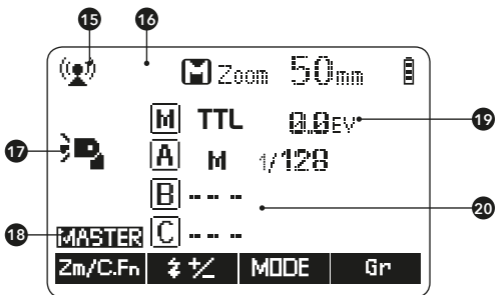 15 16
M Zoom 50mm
M TTL 0.0EV 19
17 A M 1/128
B --- 20
18 MASTER C ---
Zm/C.Fn +/- MODE Gr